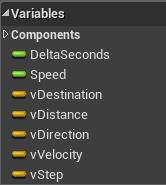 Variables
Components
DeltaSeconds
Speed
vDestination
vDistance
vDirection
vVelocity
vStep